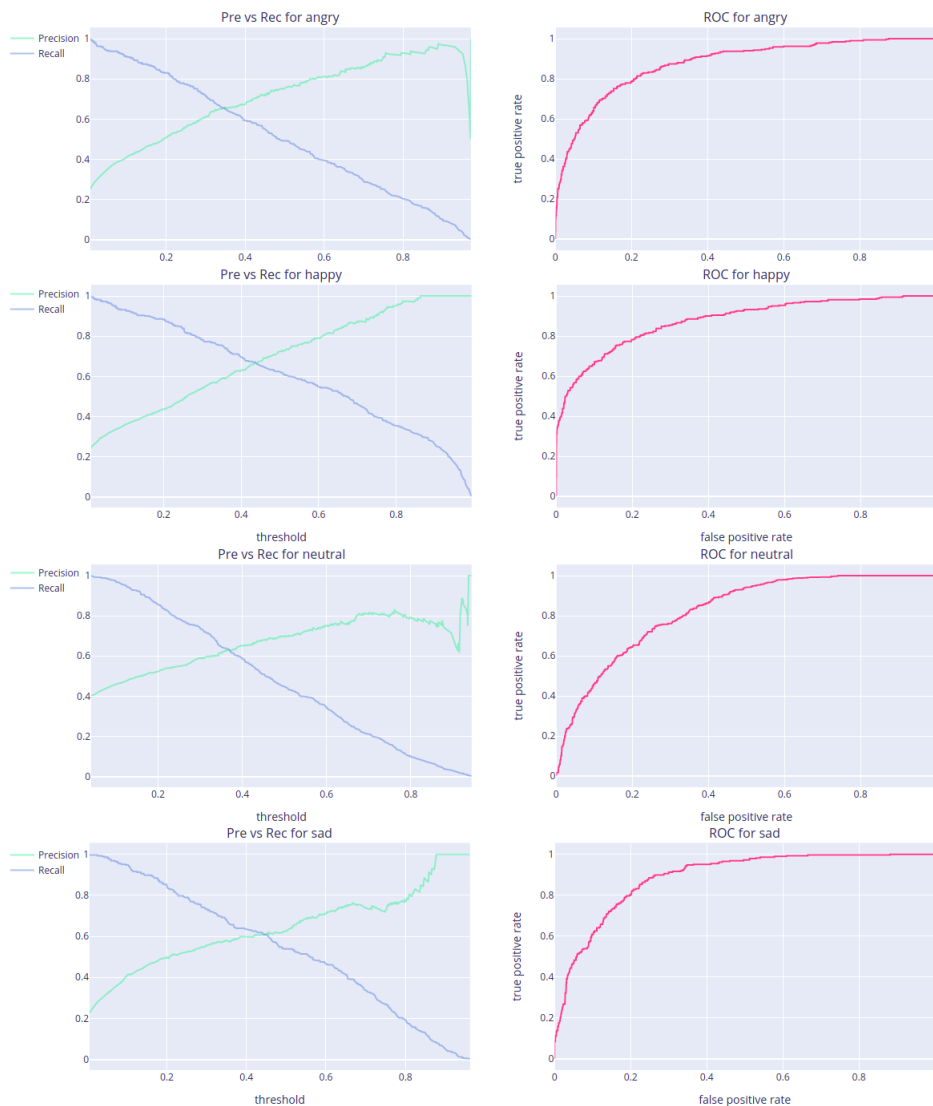 Pre vs Rec for angry
Precision
Recall
1
0.8
0.6
0.4
0.2
0
0.2 0.4 0.6 0.8
ROC for angry
true positive rate
1
0.8
0.6
0.4
0.2
0
0 0.2 0.4 0.6 0.8
Pre vs Rec for happy
Precision
Recall
1
0.8
0.6
0.4
0.2
0
0.2 0.4 0.6 0.8
threshold
ROC for happy
true positive rate
1
0.8
0.6
0.4
0.2
0
0 0.2 0.4 0.6 0.8
false positive rate
Pre vs Rec for neutral
Precision
Recall
1
0.8
0.6
0.4
0.2
0
0.2 0.4 0.6 0.8
threshold
ROC for neutral
true positive rate
1
0.8
0.6
0.4
0.2
0
0 0.2 0.4 0.6 0.8
false positive rate
Pre vs Rec for sad
Precision
Recall
1
0.8
0.6
0.4
0.2
0
0.2 0.4 0.6 0.8
threshold
ROC for sad
true positive rate
1
0.8
0.6
0.4
0.2
0
0 0.2 0.4 0.6 0.8
false positive rate